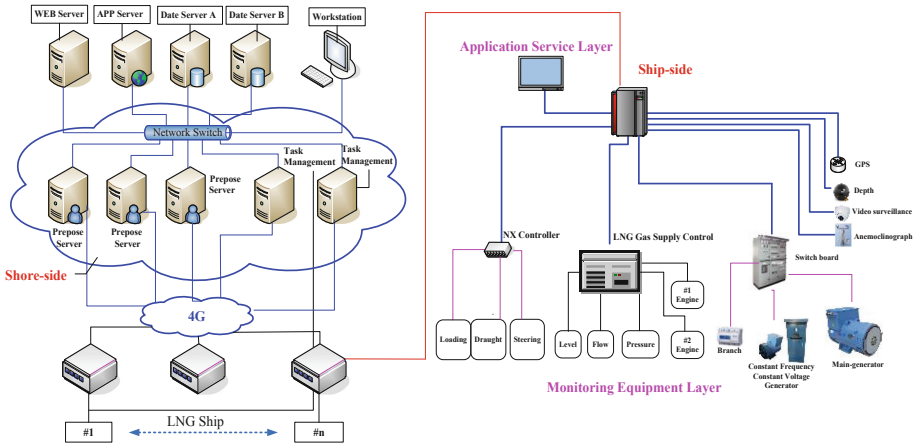 WEB Server
APP Server
Date Server A
Date Server B
Workstation
Network Switch
Task
Management
Task
Management
Prepose
Server
Prepose
Server
Prepose
Server
Shore-side
4G
LNG Ship
#1
#n
Application Service Layer
Ship-side
GPS
Depth
Video surveillance
Anemoclinograph
NX Controller
LNG Gas Supply Control
Switch board
#1
Engine
#2
Engine
Loading
Draught
Steering
Level
Flow
Pressure
Branch
Constant Frequency
Constant Voltage
Generator
Main-generator
Monitoring Equipment Layer